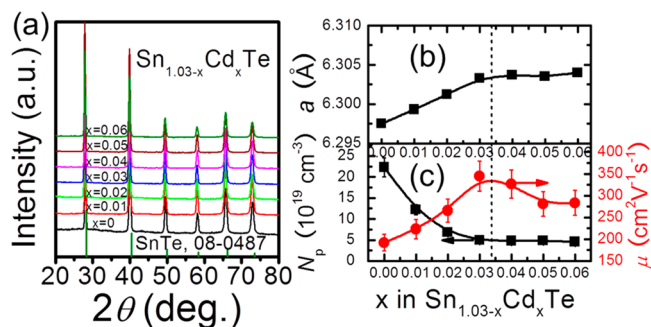 (a)
Sn1.03-xCdxTe
Intensity (a.u.)
x=0.06
x=0.05
x=0.04
x=0.03
x=0.02
x=0.01
x=0
SnTe, 08-0487
20 30 40 50 60 70 80
2θ (deg.)
(b)
a (Å)
6.310
6.305
6.300
6.295
0.00 0.01 0.02 0.03 0.04 0.05 0.06
(c)
Np (10^19 cm^-3)
25
20
15
10
5
0
400
350
300
250
200
150
μ (cm²V⁻¹s⁻¹)
0.00 0.01 0.02 0.03 0.04 0.05 0.06
x in Sn1.03-xCdxTe